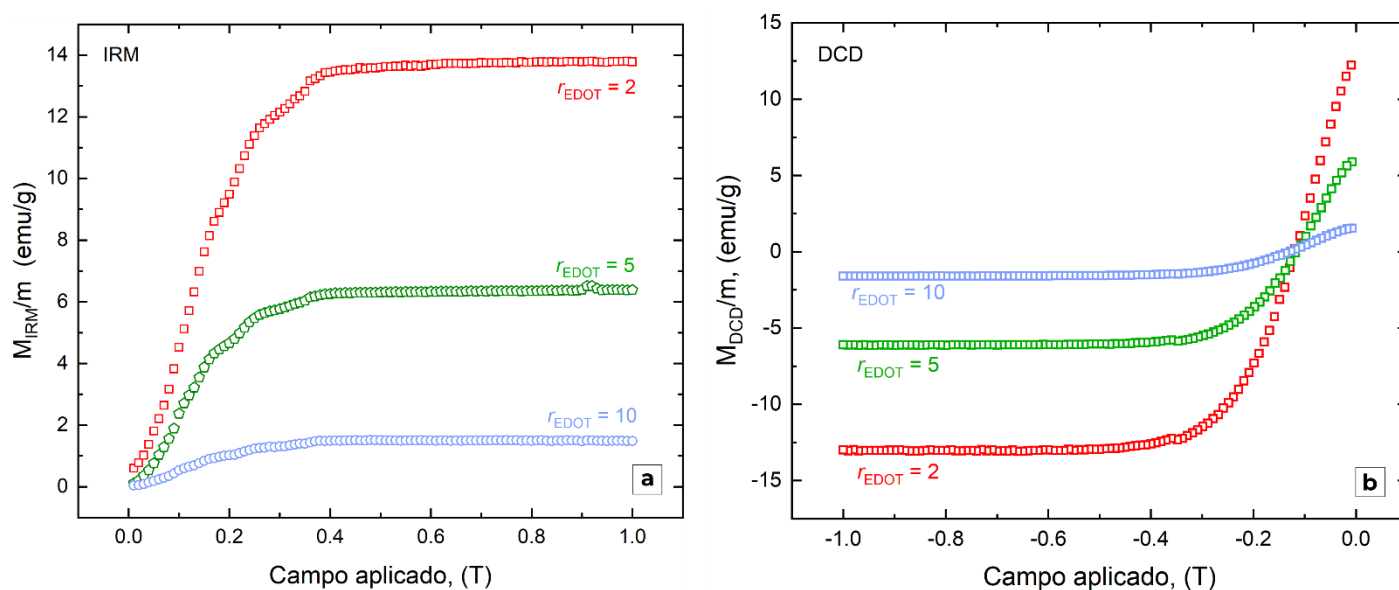 IRM
14
12
10
8
6
4
2
0
M_IRM/m (emu/g)
r_EDOT = 2
r_EDOT = 5
r_EDOT = 10
a
0.0 0.2 0.4 0.6 0.8 1.0
Campo aplicado, (T)
DCD
15
10
5
0
-5
-10
-15
M_DCD/m, (emu/g)
r_EDOT = 10
r_EDOT = 5
r_EDOT = 2
b
-1.0 -0.8 -0.6 -0.4 -0.2 0.0
Campo aplicado, (T)